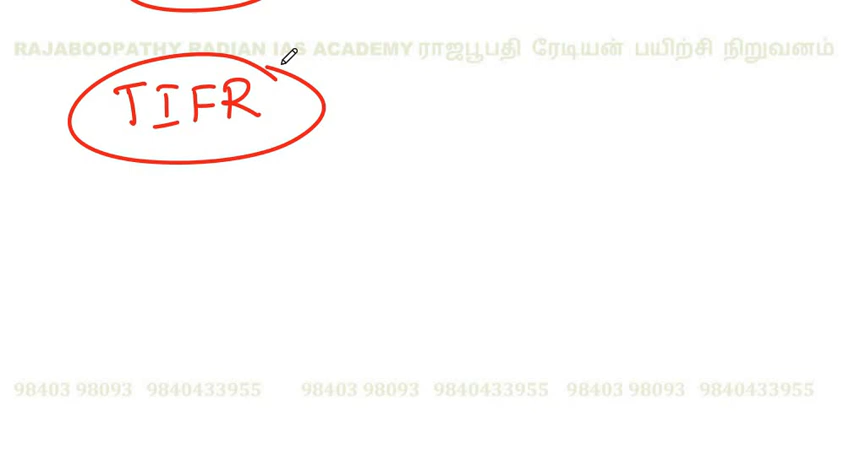 RAJABOOPATHY RADIAN IAS ACADEMY ராஜபூபதி ரேடியன் பயிற்சி நிறுவனம்
TIFR
98403 98093 9840433955 98403 98093 9840433955 98403 98093 9840433955